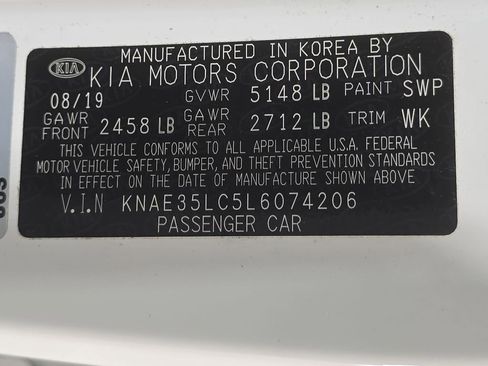 MANUFACTURED IN KOREA BY
KIA KIA MOTORS CORPORATION
08/19 GVWR 5148 LB PAINT SWP
GAWR FRONT 2458 LB GAWR REAR 2712 LB TRIM WK
THIS VEHICLE CONFORMS TO ALL APPLICABLE U.S.A. FEDERAL
MOTOR VEHICLE SAFETY, BUMPER, AND THEFT PREVENTION STANDARDS
IN EFFECT ON THE DATE OF MANUFACTURE SHOWN ABOVE
V.I.N KNAE35LC5L6074206
PASSENGER CAR